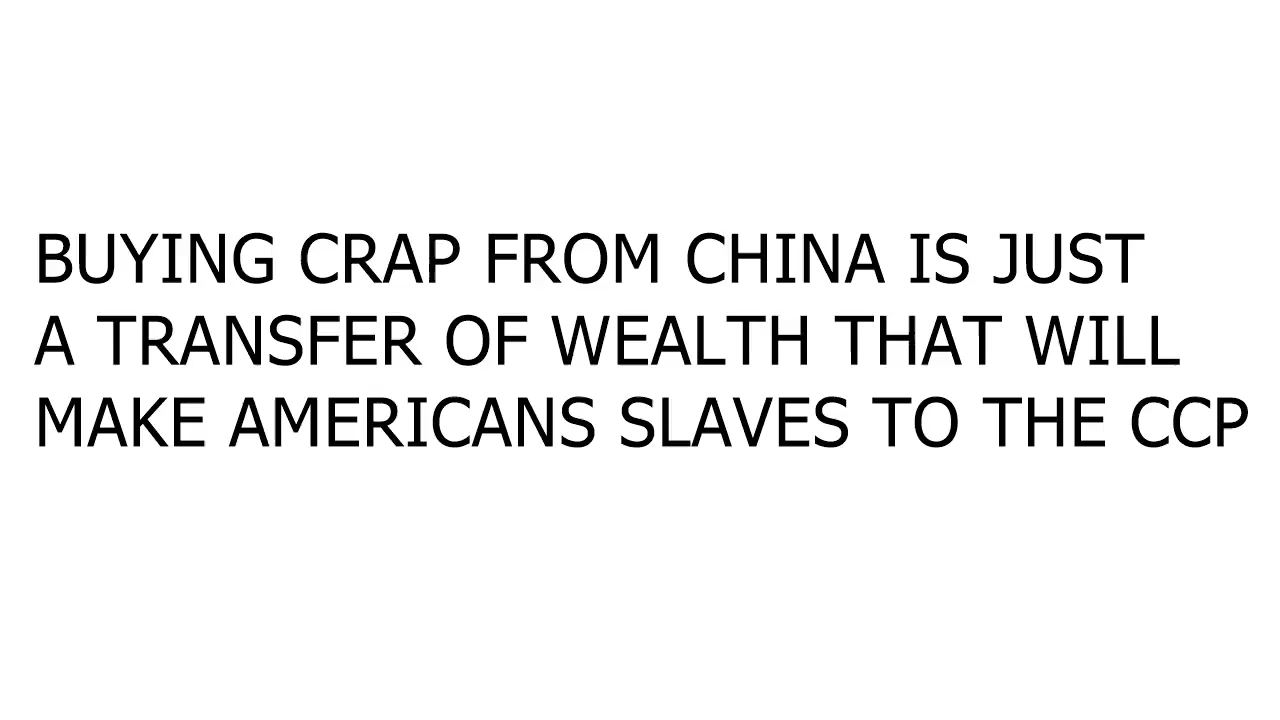 BUYING CRAP FROM CHINA IS JUST
A TRANSFER OF WEALTH THAT WILL
MAKE AMERICANS SLAVES TO THE CCP